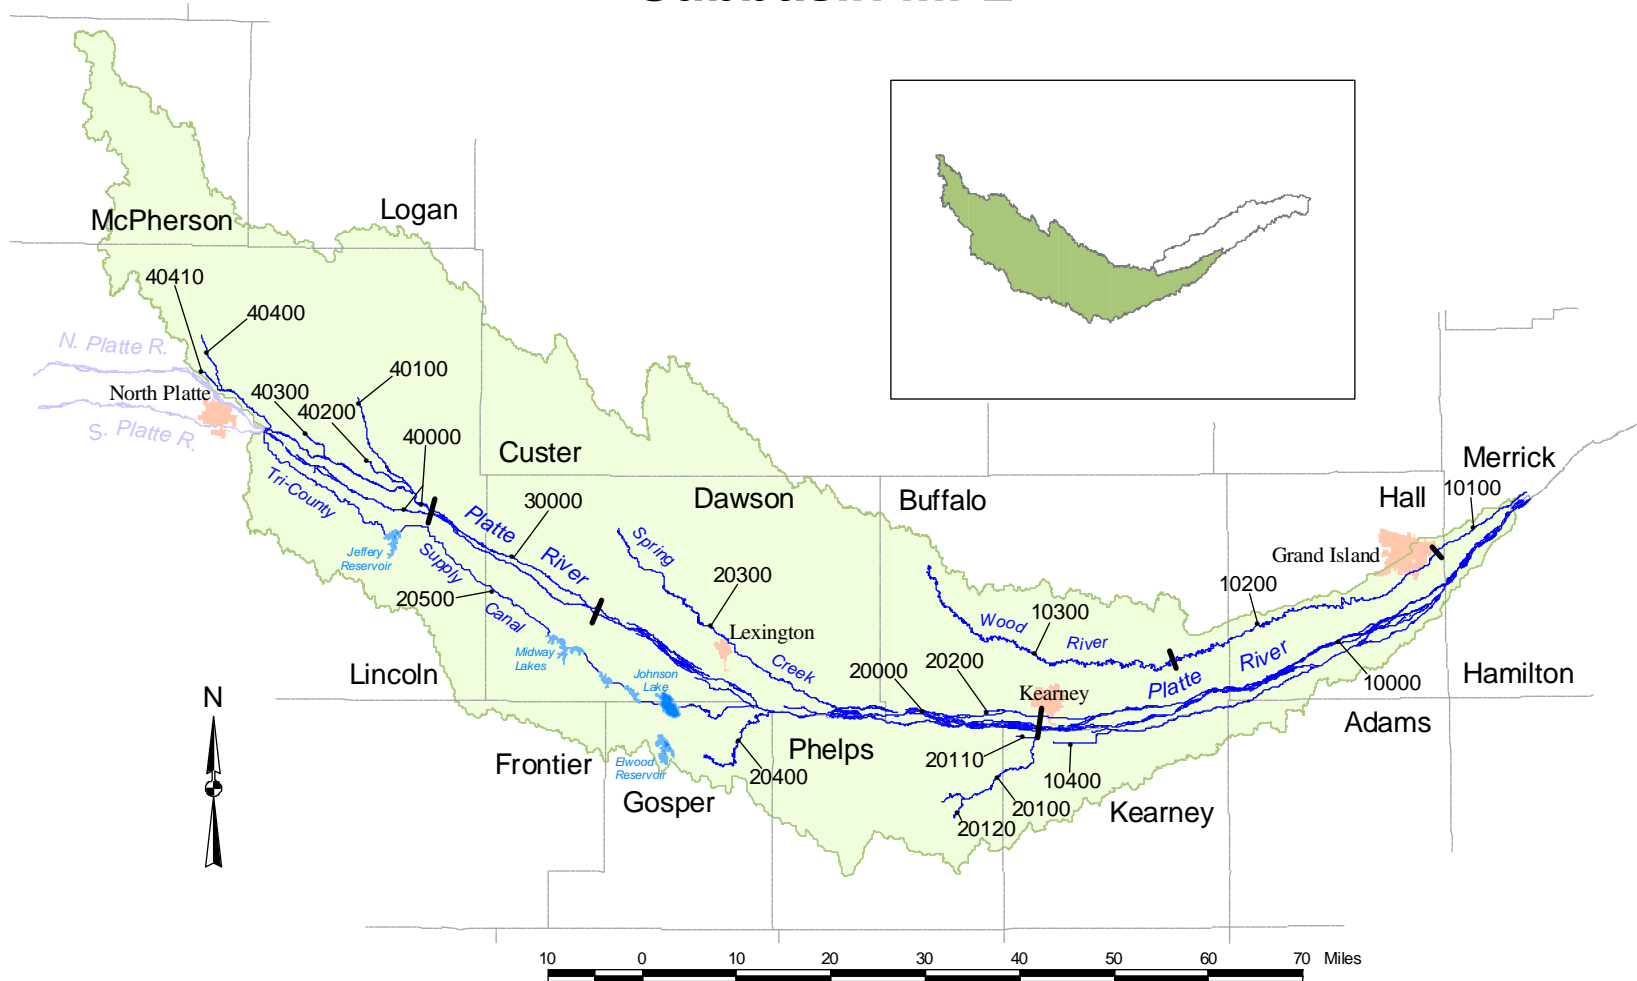 McPherson
Logan
40410
40400
N. Platte R.
North Platte
40300
40100
40200
40000
S. Platte R.
Custer
Tri-County
Platte
30000
Dawson
Buffalo
Merrick
Hall
10100
Spring
River
Jeffery
Reservoir
Supply
20500
Canal
20300
Grand Island
10200
10300
Wood
River
Lexington
Midway
Lakes
Creek
Lincoln
Johnson
Lake
20000
20200
Kearney
Platte
River
10000
Hamilton
Adams
N
Frontier
Elwood
Reservoir
20400
Phelps
20110
10400
Gosper
20100
20120
Kearney
10 0 10 20 30 40 50 60 70 Miles